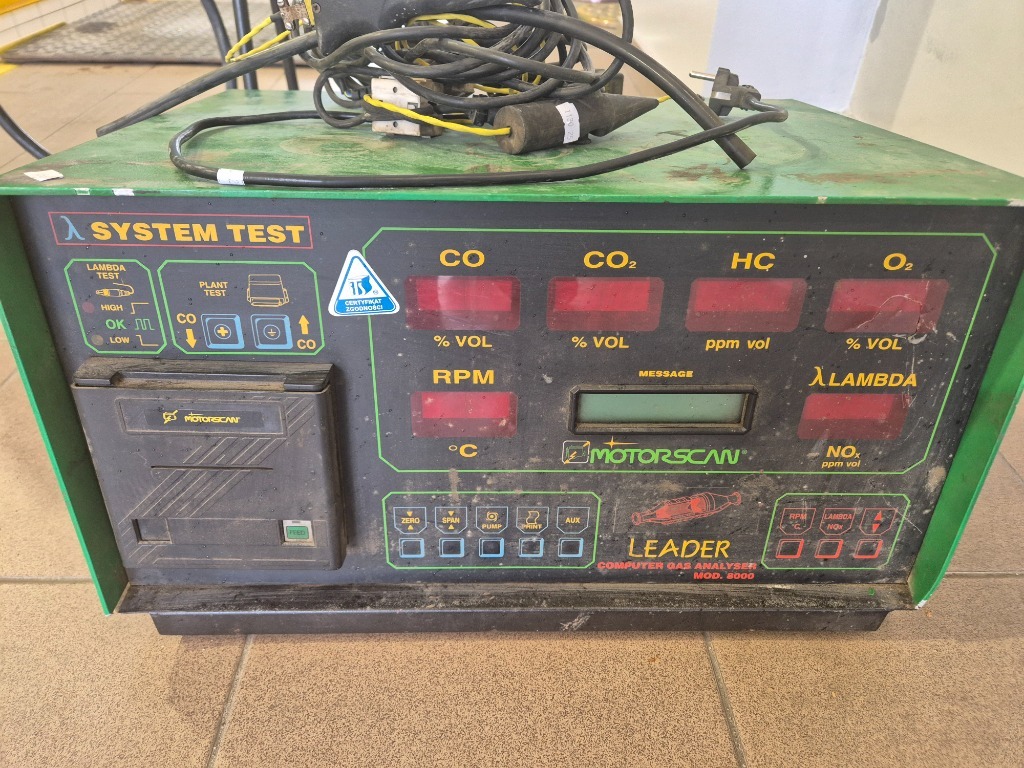 λ SYSTEM TEST
LAMBDA
TEST
HIGH
OK
LOW
PLANT
TEST
CO
CO
CERTYFIKAT
ZGODNOŚCI
CO
CO₂
HC
O₂
% VOL
% VOL
ppm vol
% VOL
RPM
MESSAGE
λ LAMBDA
°C
MOTORSCAN®
NOₓ
ppm vol
MOTORSCAN®
FEED
ZERO
SPAN
PUMP
PRINT
AUX
LEADER
COMPUTER GAS ANALYSER
MOD. 8000
RPM
°C
LAMBDA
NOx